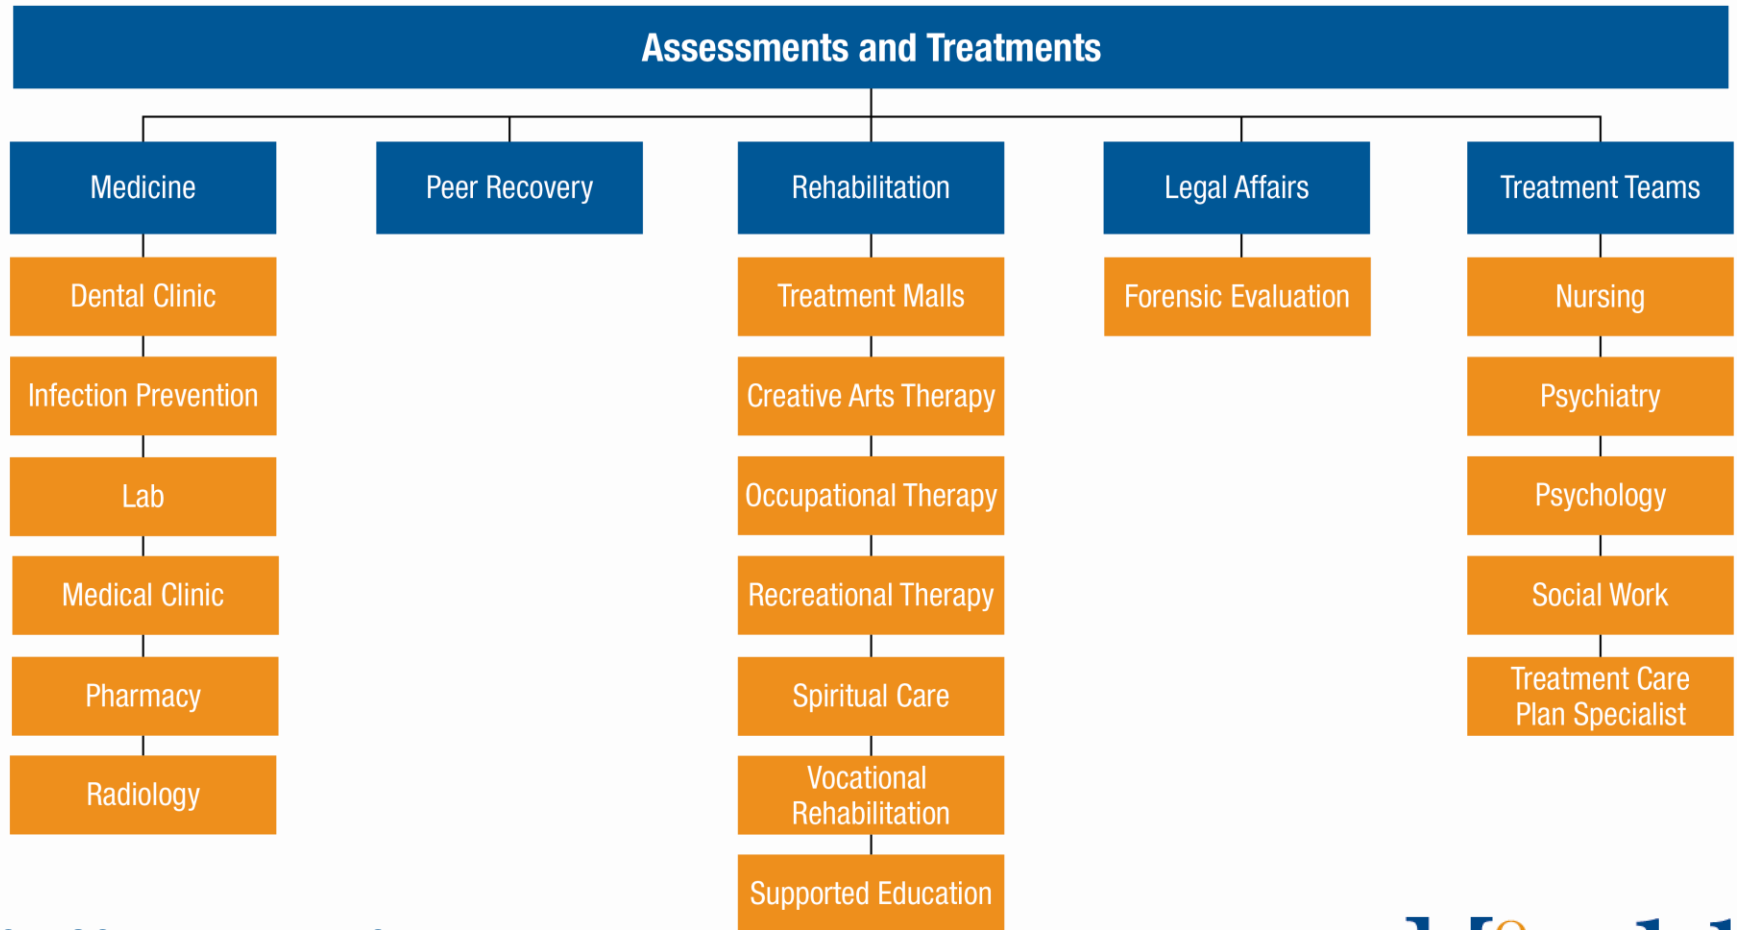 Assessments and Treatments
Medicine
Peer Recovery
Rehabilitation
Legal Affairs
Treatment Teams
Dental Clinic
Infection Prevention
Lab
Medical Clinic
Pharmacy
Radiology
Treatment Malls
Creative Arts Therapy
Occupational Therapy
Recreational Therapy
Spiritual Care
Vocational
Rehabilitation
Supported Education
Forensic Evaluation
Nursing
Psychiatry
Psychology
Social Work
Treatment Care
Plan Specialist